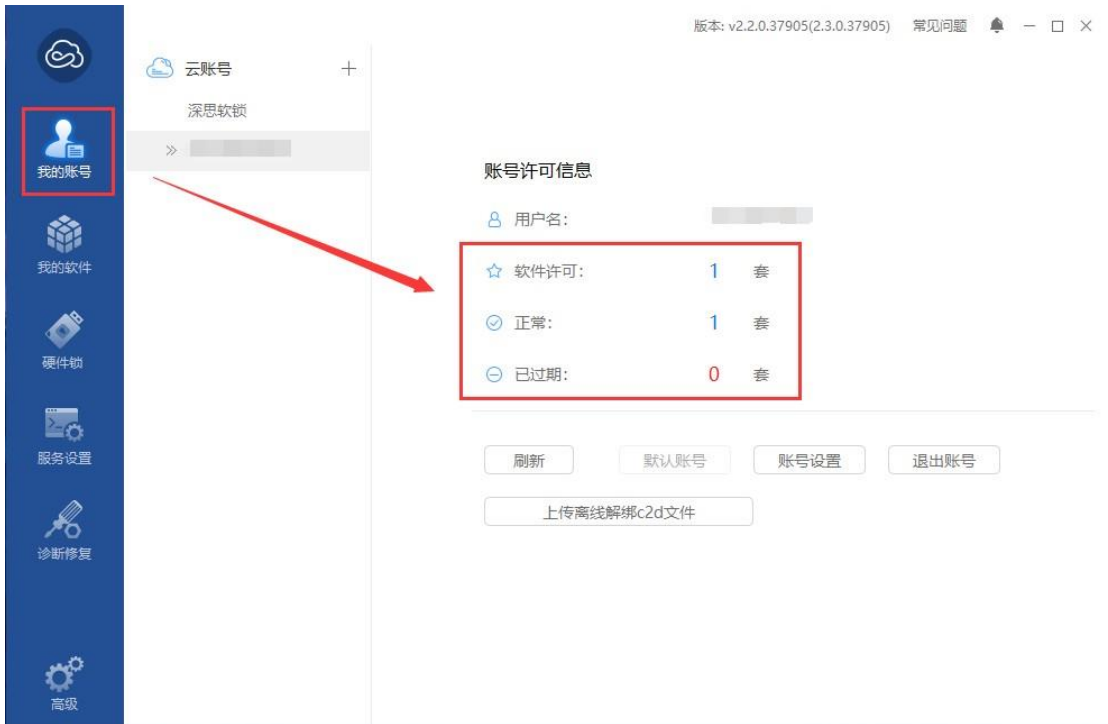 版本: v2.2.0.37905(2.3.0.37905) 常见问题
我的账号
我的软件
硬件锁
服务设置
诊断修复
高级
云账号
深思软锁
账号许可信息
用户名:
软件许可: 1 套
正常: 1 套
已过期: 0 套
刷新 默认账号 账号设置 退出账号
上传离线解绑c2d文件